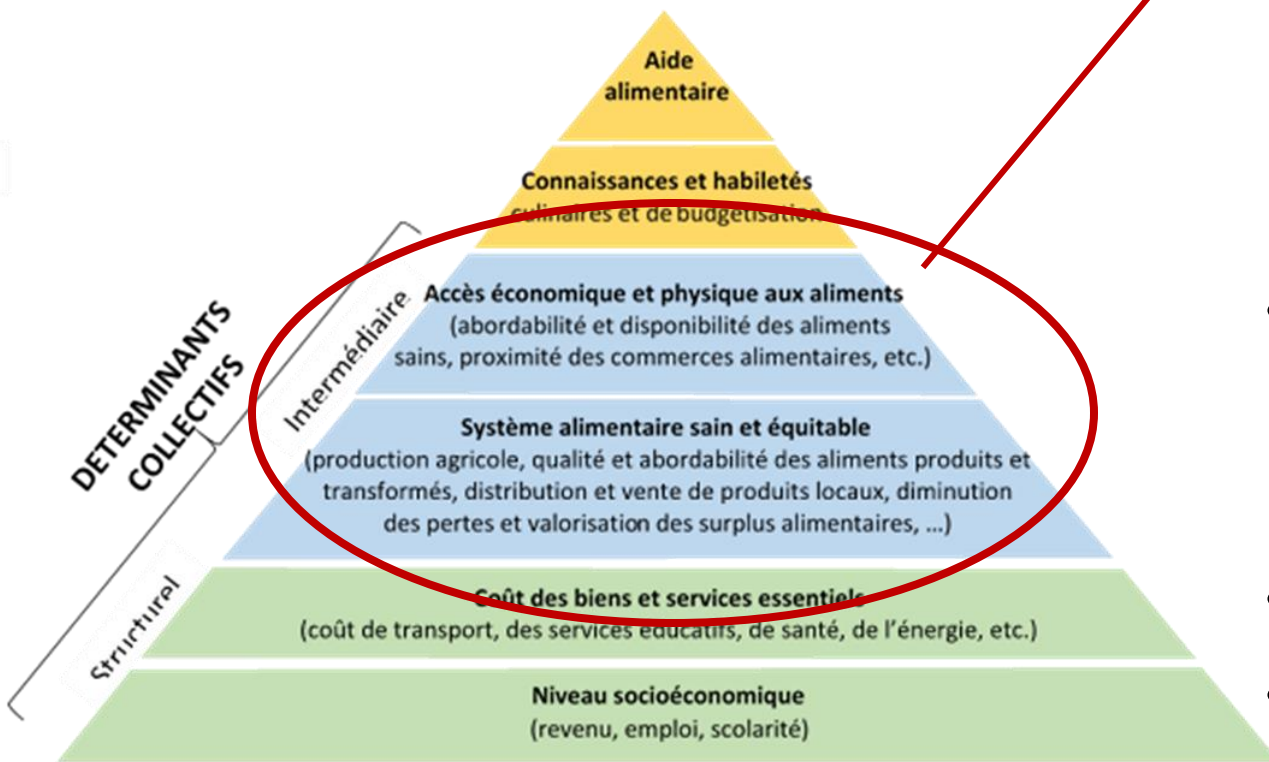 Aide
alimentaire
Connaissances et habiletés
culinaires et de budgétisation
Accès économique et physique aux aliments
(abordabilité et disponibilité des aliments
sains, proximité des commerces alimentaires, etc.)
Système alimentaire sain et équitable
(production agricole, qualité et abordabilité des aliments produits et
transformés, distribution et vente de produits locaux, diminution
des pertes et valorisation des surplus alimentaires, ...)
Coût des biens et services essentiels
(coût de transport, des services éducatifs, de santé, de l'énergie, etc.)
Niveau socioéconomique
(revenu, emploi, scolarité)
DETERMINANTS
COLLECTIFS
Intermédiaire
Structurel